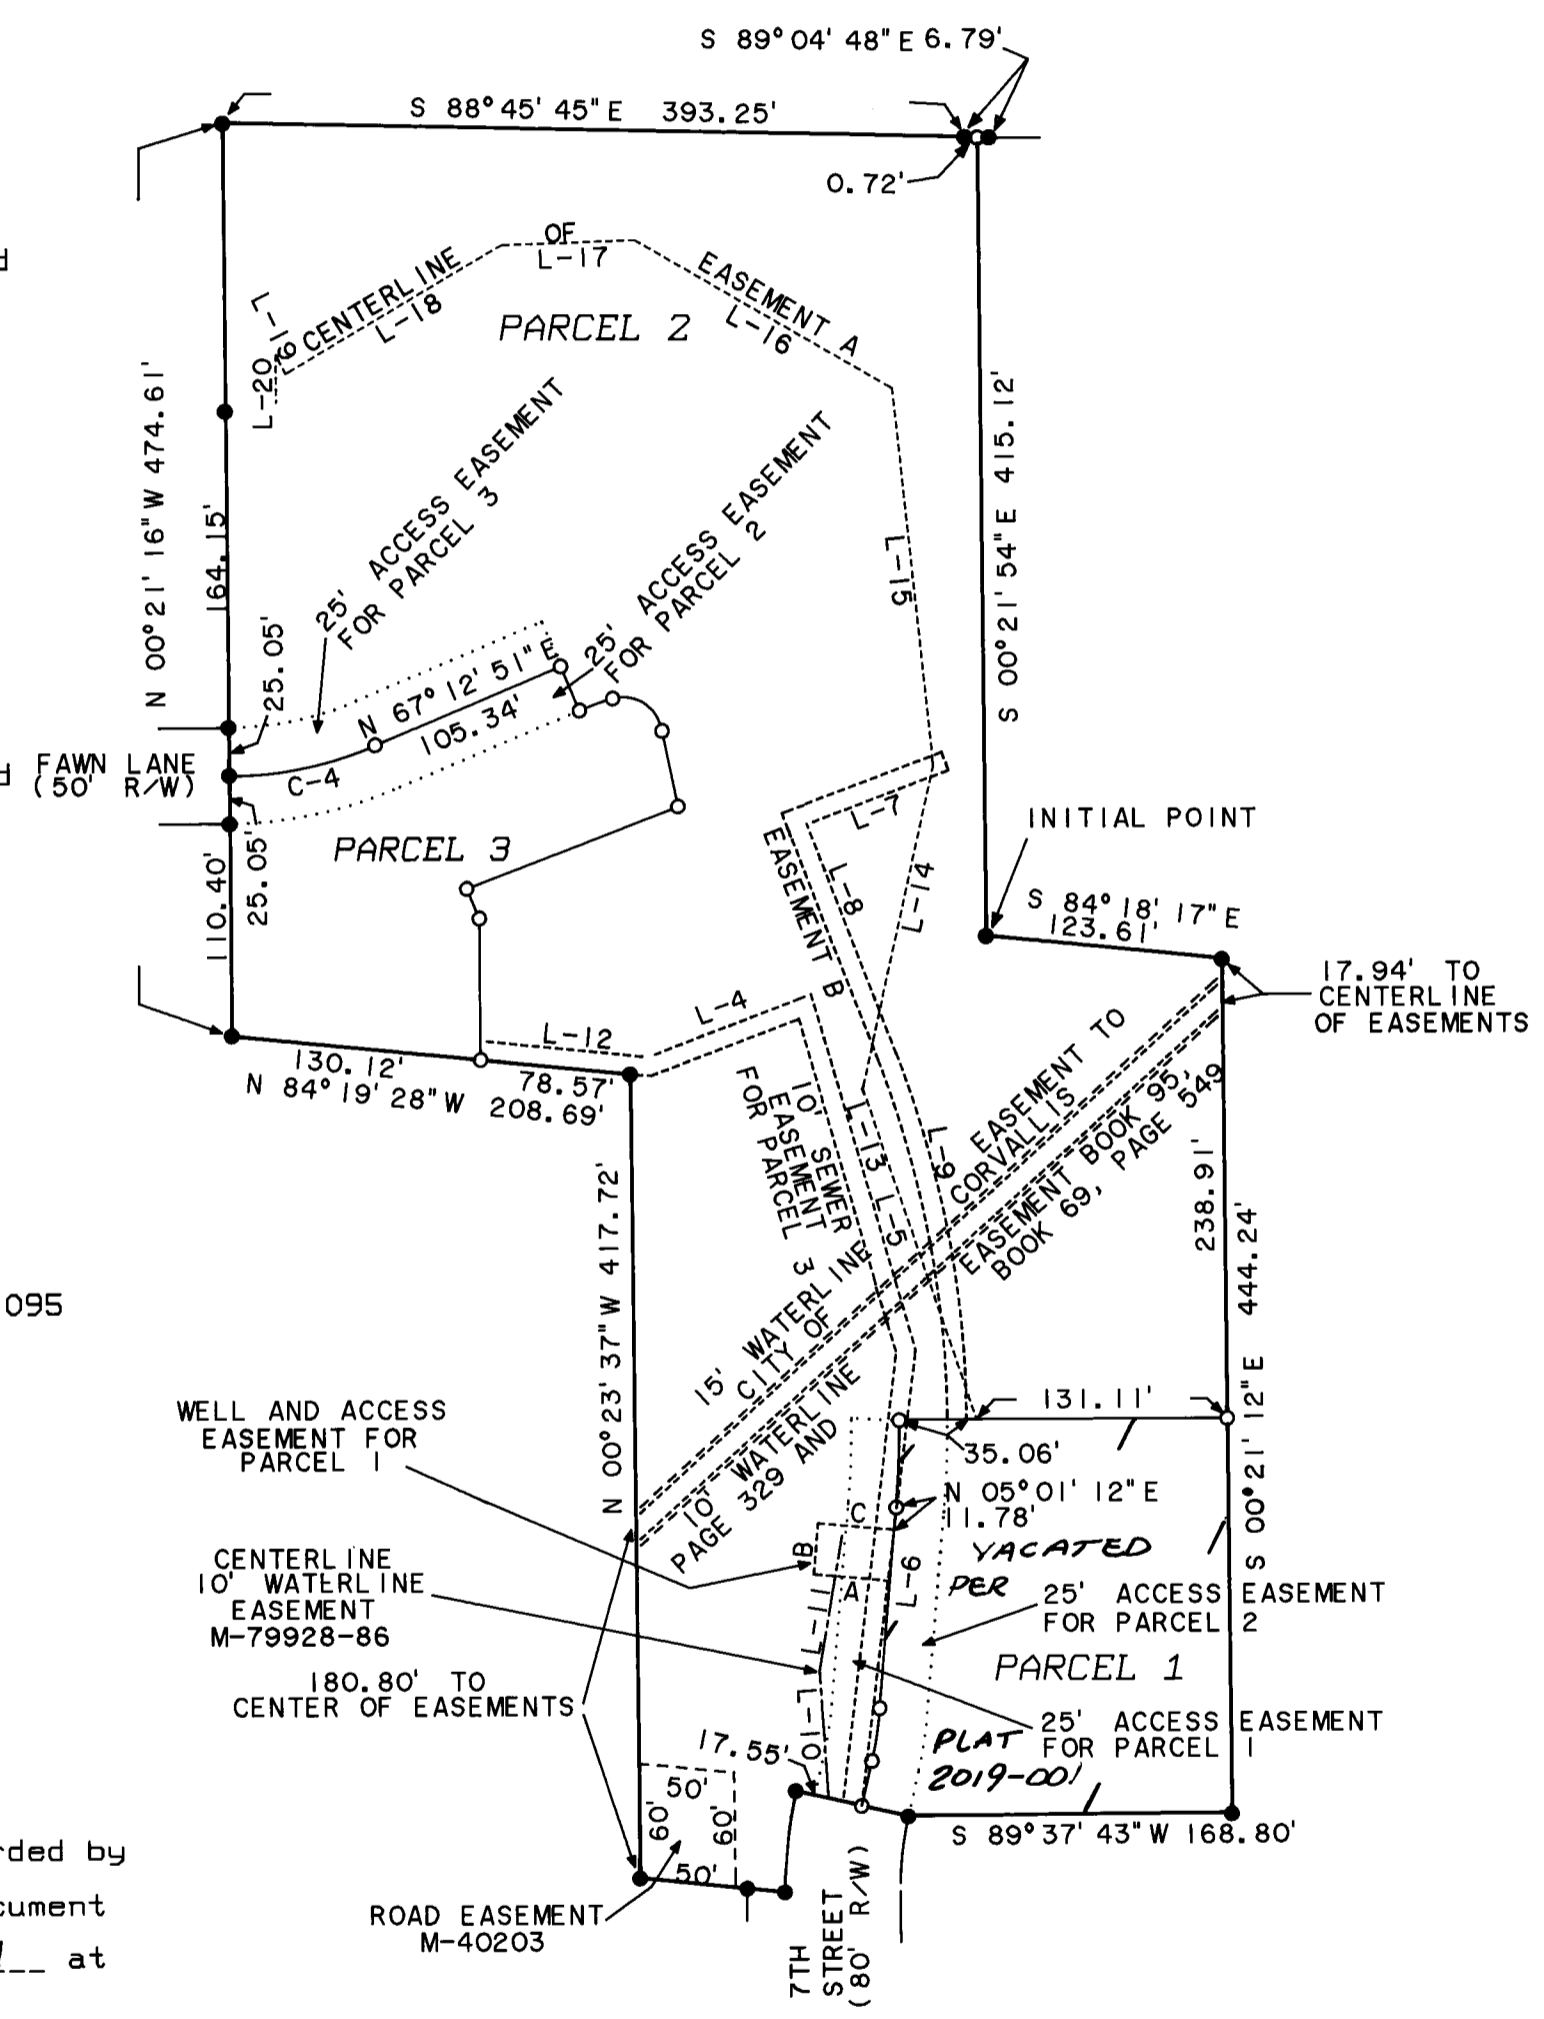 S 89° 04' 48" E 6.79'
S 88° 45' 45" E 393.25'
0.72'
d
OF
L-17
CENTERLINE
L-18
EASEMENT A
L-16
L-19
L-20
PARCEL 2
N 00° 21' 16" W 474.61'
164.15'
25' ACCESS EASEMENT
FOR PARCEL 3
25' ACCESS EASEMENT
FOR PARCEL 2
L-15
S 00° 21' 54" E 415.12'
25.05'
N 67° 12' 51" E
105.34'
d
FAWN LANE
(50' R/W)
C-4
PARCEL 3
110.40'
25.05'
L-7
EASEMENT B
L-8
L-14
INITIAL POINT
S 84° 18' 17" E
123.61'
17.94' TO
CENTERLINE
OF EASEMENTS
L-4
L-12
130.12'
78.57'
N 84° 19' 28" W 208.69'
10' SEWER
EASEMENT
FOR PARCEL 3
L-13
L-5
L-9
EASEMENT TO
CORVALLIS
EASEMENT BOOK 95,
BOOK 69, PAGE 549
238.91'
444.24'
S 00° 21' 12" E
N 00° 23' 37" W 417.72'
095
15' WATERLINE
CITY OF
10' WATERLINE
PAGE 329 AND
131.11'
35.06'
WELL AND ACCESS
EASEMENT FOR
PARCEL 1
N 05° 01' 12" E
11.78'
C
B
A
VACATED
PER
L-6
L-11
CENTERLINE
10' WATERLINE
EASEMENT
M-79928-86
25' ACCESS EASEMENT
FOR PARCEL 2
PARCEL 1
180.80' TO
CENTER OF EASEMENTS
L-10
17.55'
25' ACCESS EASEMENT
FOR PARCEL 1
PLAT
2019-001
50'
60'
60'
50'
S 89° 37' 43" W 168.80'
rded by
cument
__ at
ROAD EASEMENT
M-40203
7TH
STREET
(80' R/W)